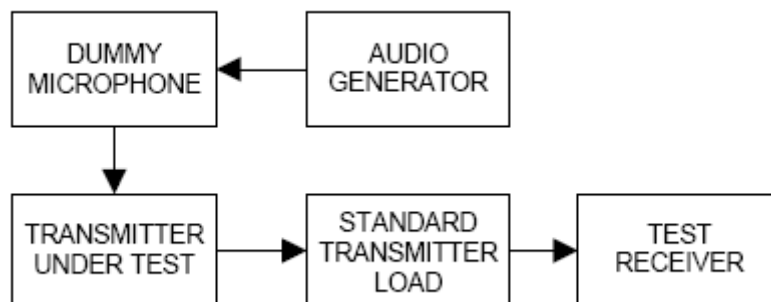 DUMMY
MICROPHONE
AUDIO
GENERATOR
TRANSMITTER
UNDER TEST
STANDARD
TRANSMITTER
LOAD
TEST
RECEIVER